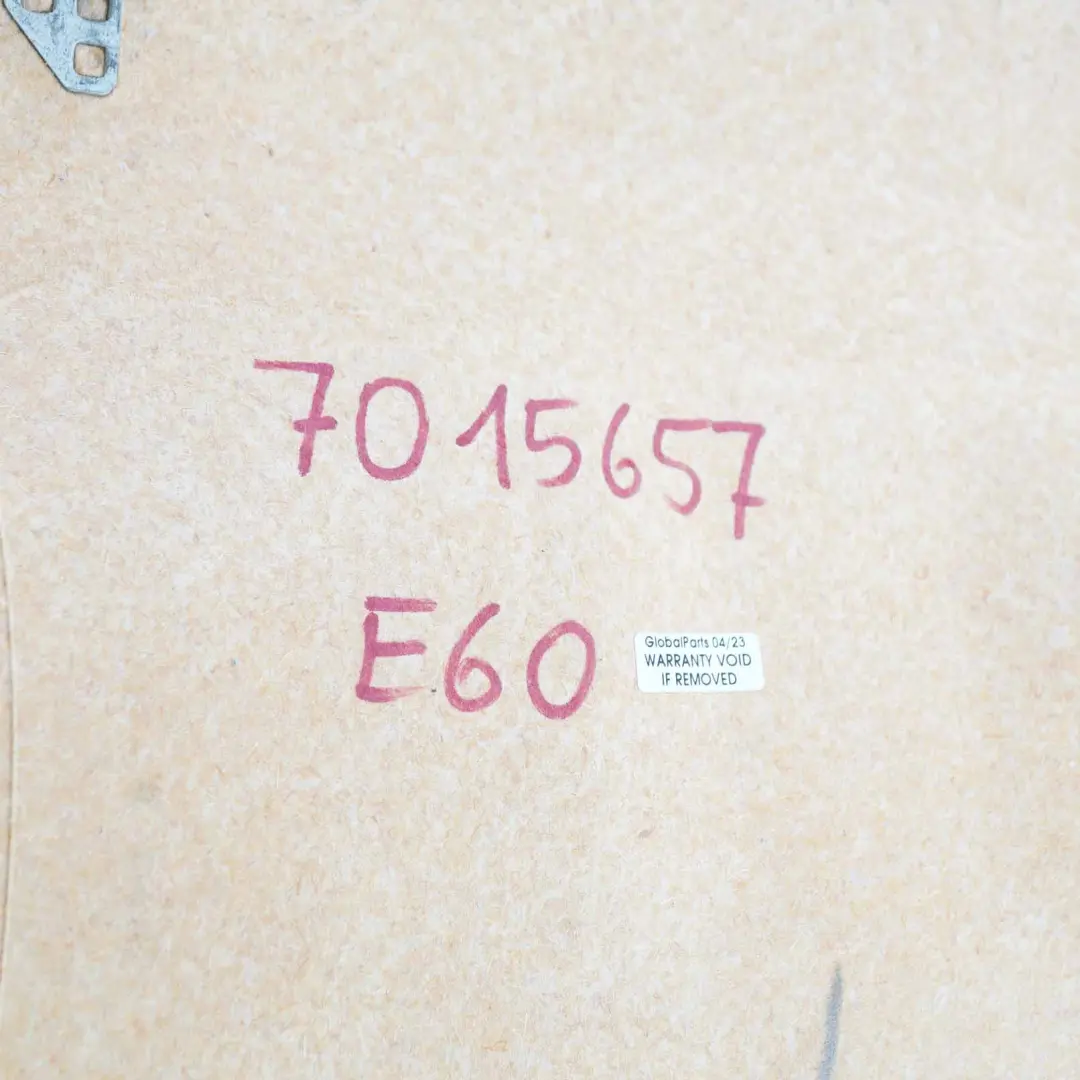 7015657
E60
GlobalParts 04/23
WARRANTY VOID
IF REMOVED